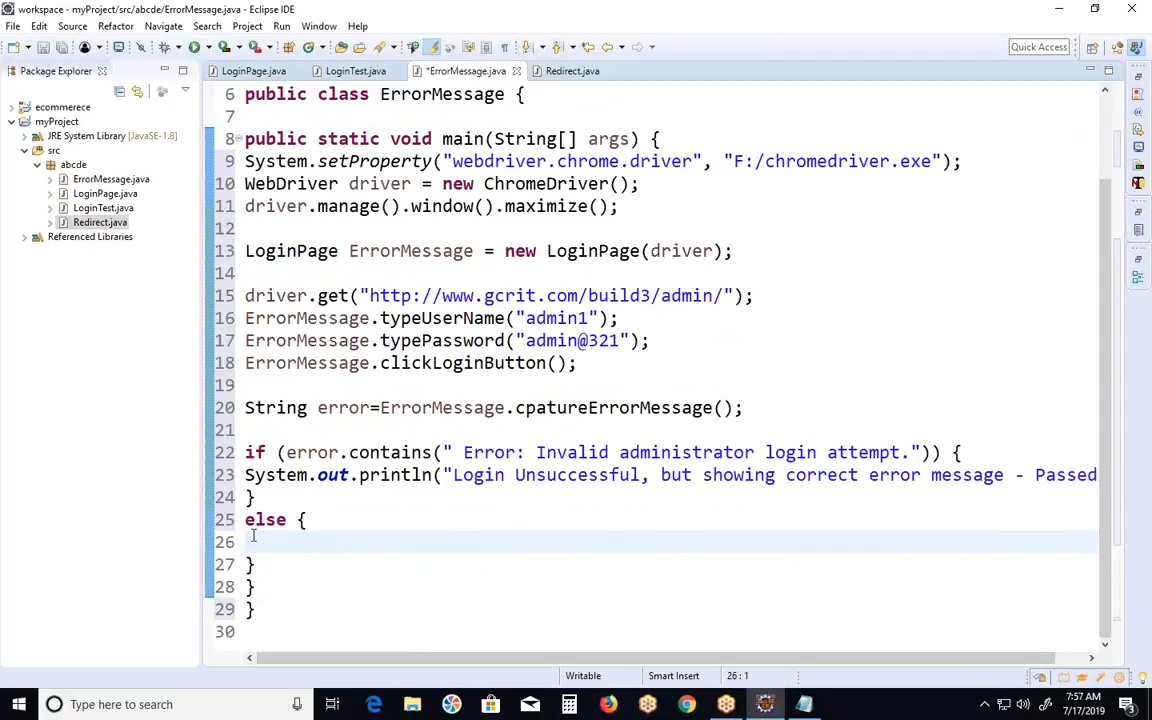 workspace - myProject/src/abcde/ErrorMessage.java - Eclipse IDE
File Edit Source Refactor Navigate Search Project Run Window Help
Quick Access
Package Explorer
LoginPage.java LoginTest.java *ErrorMessage.java Redirect.java
ecommerece
myProject
JRE System Library [JavaSE-1.8]
src
abcde
ErrorMessage.java
LoginPage.java
LoginTest.java
Redirect.java
Referenced Libraries
6 public class ErrorMessage {
7
8 public static void main(String[] args) {
9 System.setProperty("webdriver.chrome.driver", "F:/chromedriver.exe");
10 WebDriver driver = new ChromeDriver();
11 driver.manage().window().maximize();
12
13 LoginPage ErrorMessage = new LoginPage(driver);
14
15 driver.get("http://www.gcrit.com/build3/admin/");
16 ErrorMessage.typeUserName("admin1");
17 ErrorMessage.typePassword("admin@321");
18 ErrorMessage.clickLoginButton();
19
20 String error=ErrorMessage.cpatureErrorMessage();
21
22 if (error.contains(" Error: Invalid administrator login attempt.")) {
23 System.out.println("Login Unsuccessful, but showing correct error message - Passed
24 }
25 else {
26
27 }
28 }
29 }
30
Writable Smart Insert 26 : 1
Type here to search
7:57 AM
7/17/2019
3